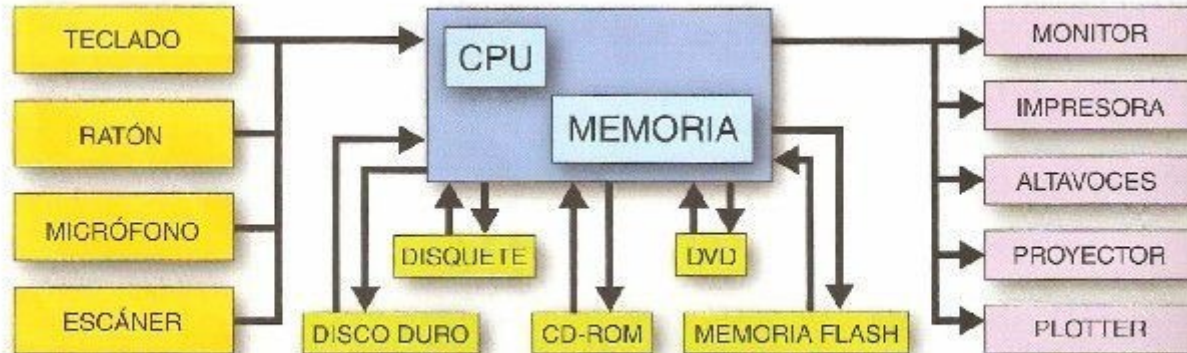 TECLADO
RATÓN
MICRÓFONO
ESCÁNER
CPU
MEMORIA
DISQUETE
DVD
DISCO DURO
CD-ROM
MEMORIA FLASH
MONITOR
IMPRESORA
ALTAVOCES
PROYECTOR
PLOTTER